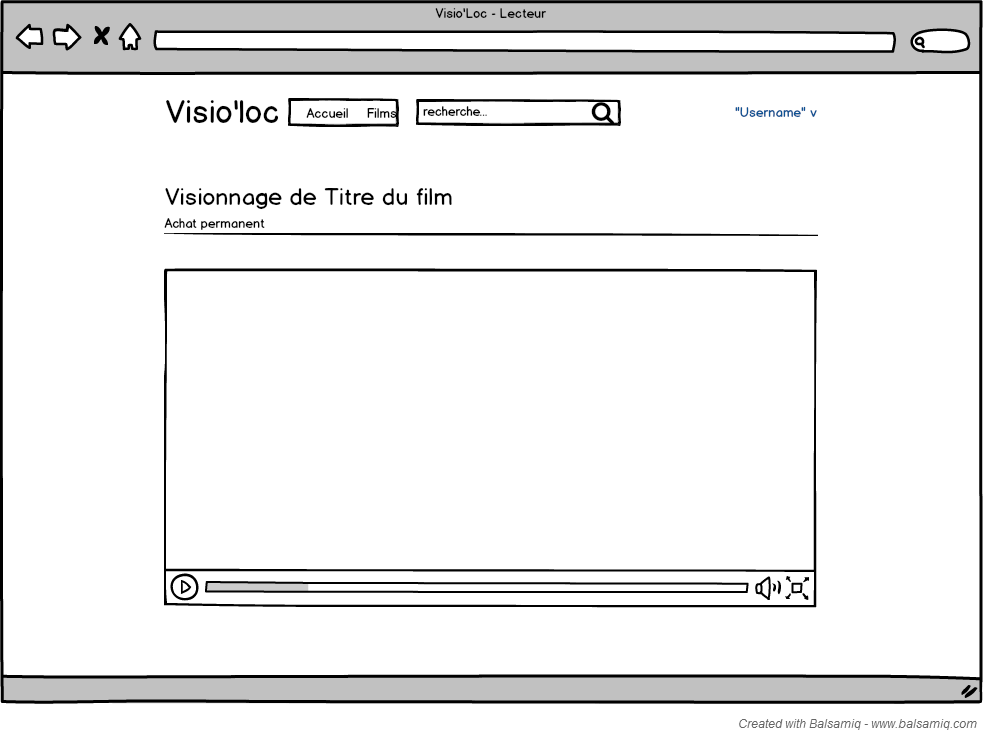 Visio'Loc - Lecteur
Visio'loc Accueil Films recherche... "Username" v
Visionnage de Titre du film
Achat permanent
Created with Balsamiq - www.balsamiq.com